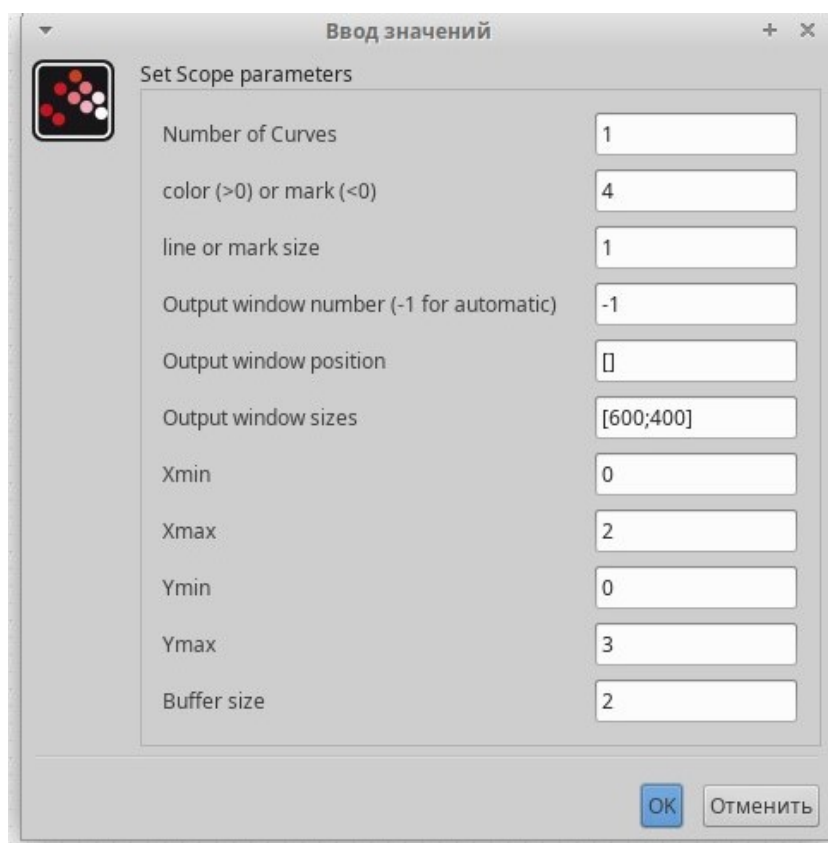 Ввод значений
Set Scope parameters
Number of Curves 1
color (>0) or mark (<0) 4
line or mark size 1
Output window number (-1 for automatic) -1
Output window position []
Output window sizes [600;400]
Xmin 0
Xmax 2
Ymin 0
Ymax 3
Buffer size 2
OK Отменить